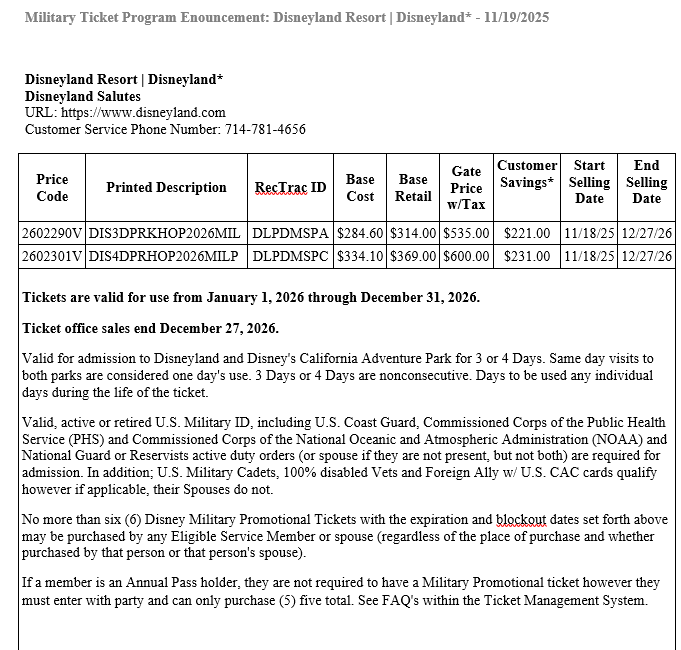 Military Ticket Program Enouncement: Disneyland Resort | Disneyland* - 11/19/2025
Disneyland Resort | Disneyland*
Disneyland Salutes
URL: https://www.disneyland.com
Customer Service Phone Number: 714-781-4656
Price Code Printed Description RecTrac ID Base Cost Base Retail Gate Price w/Tax Customer Savings* Start Selling Date End Selling Date
2602290V DIS3DPRKHOP2026MIL DLPDMSPA $284.60 $314.00 $535.00 $221.00 11/18/25 12/27/26
2602301V DIS4DPRHOP2026MILP DLPDMSPC $334.10 $369.00 $600.00 $231.00 11/18/25 12/27/26
Tickets are valid for use from January 1, 2026 through December 31, 2026.
Ticket office sales end December 27, 2026.
Valid for admission to Disneyland and Disney's California Adventure Park for 3 or 4 Days. Same day visits to
both parks are considered one day's use. 3 Days or 4 Days are nonconsecutive. Days to be used any individual
days during the life of the ticket.
Valid, active or retired U.S. Military ID, including U.S. Coast Guard, Commissioned Corps of the Public Health
Service (PHS) and Commissioned Corps of the National Oceanic and Atmospheric Administration (NOAA) and
National Guard or Reservists active duty orders (or spouse if they are not present, but not both) are required for
admission. In addition; U.S. Military Cadets, 100% disabled Vets and Foreign Ally w/ U.S. CAC cards qualify
however if applicable, their Spouses do not.
No more than six (6) Disney Military Promotional Tickets with the expiration and blockout dates set forth above
may be purchased by any Eligible Service Member or spouse (regardless of the place of purchase and whether
purchased by that person or that person's spouse).
If a member is an Annual Pass holder, they are not required to have a Military Promotional ticket however they
must enter with party and can only purchase (5) five total. See FAQ's within the Ticket Management System.